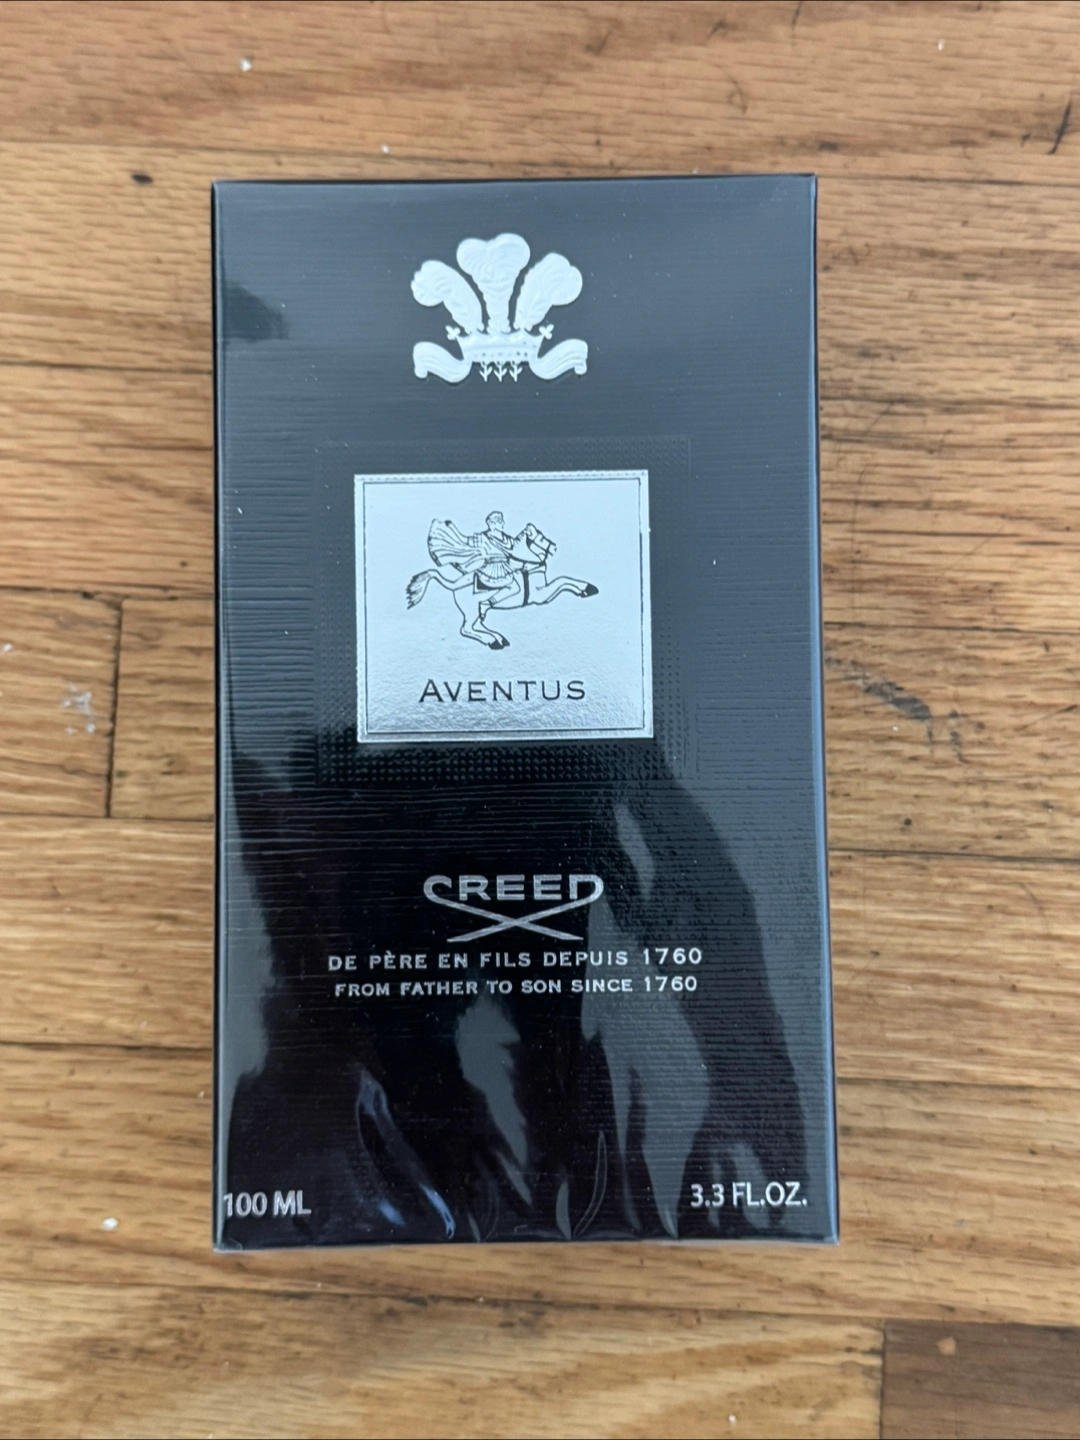 AVENTUS
CREED
DE PÈRE EN FILS DEPUIS 1760
FROM FATHER TO SON SINCE 1760
100 ML
3.3 FL.OZ.